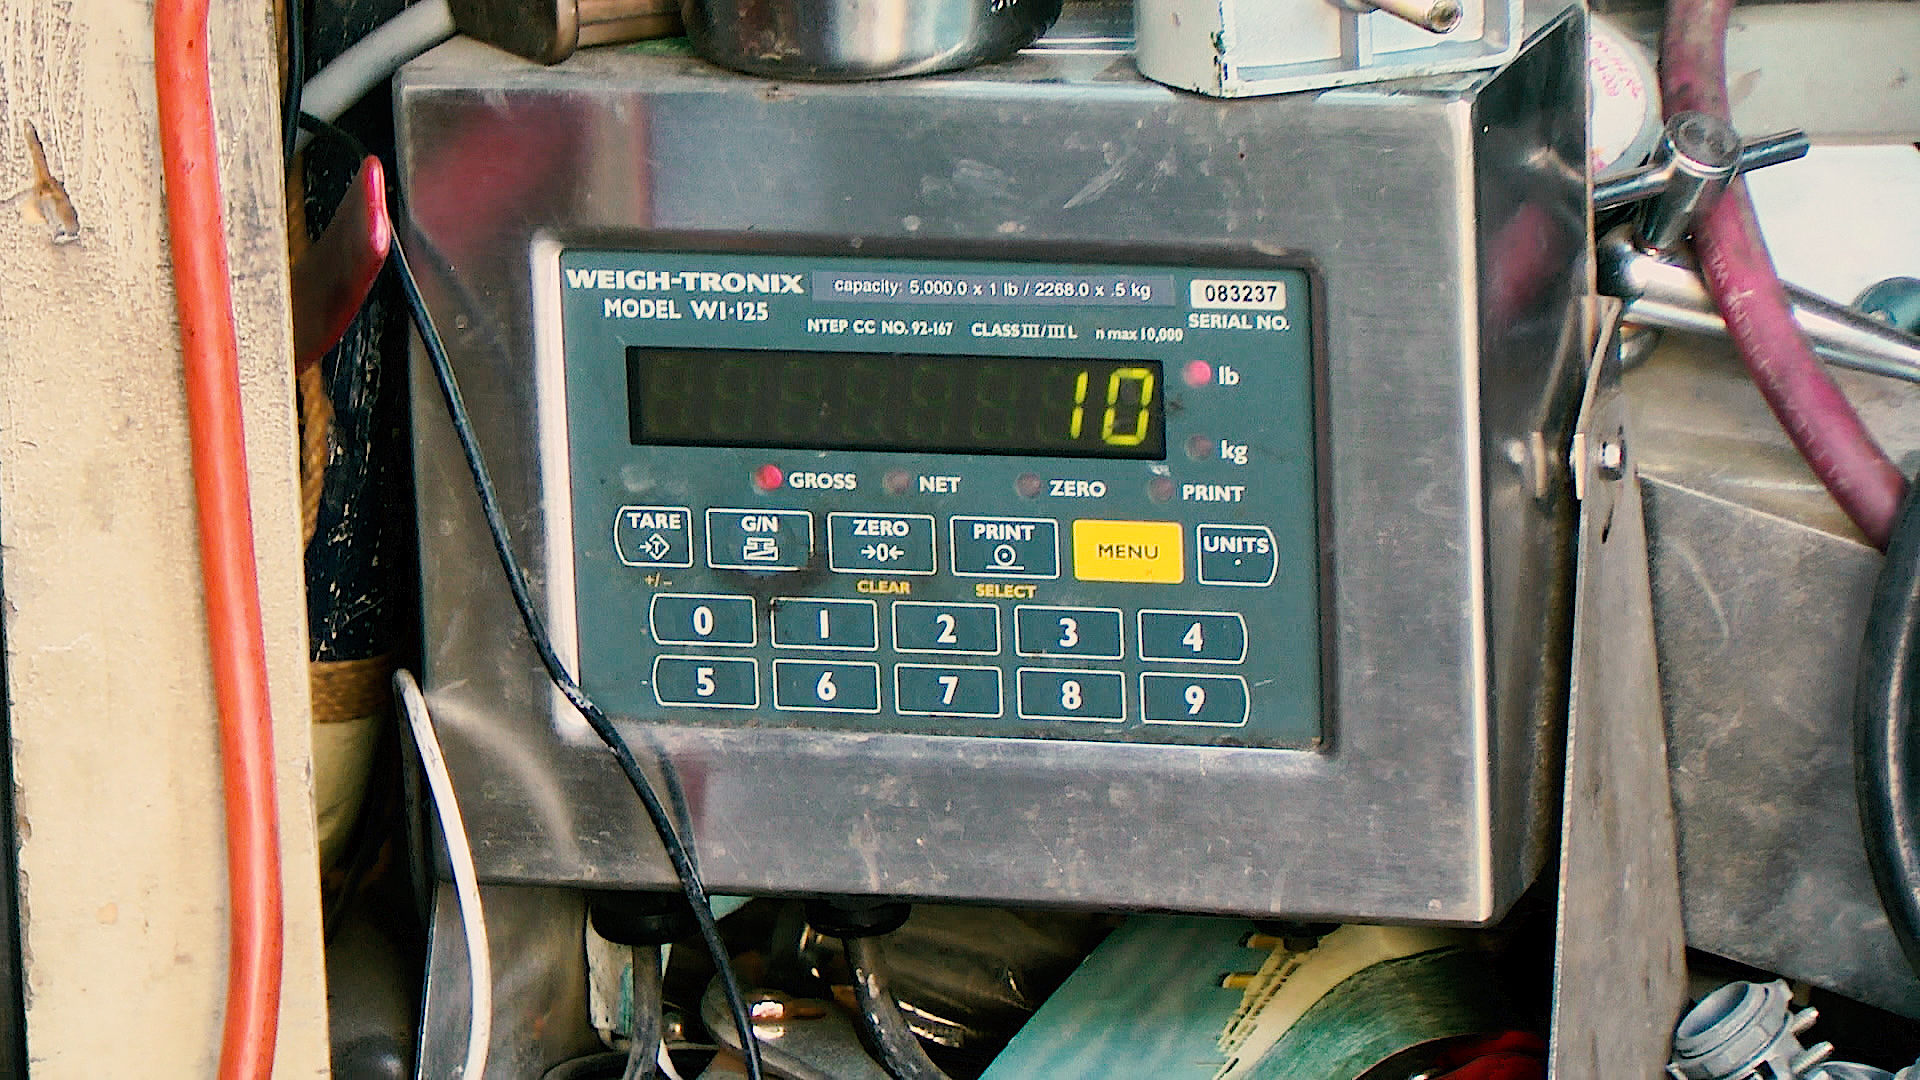 WEIGH-TRONIX
MODEL WI-125
capacity: 5,000.0 x 1 lb / 2268.0 x .5 kg
083237
SERIAL NO.
NTEP CC NO. 92-167 CLASS III/III L n max 10,000
10
lb
kg
GROSS NET ZERO PRINT
TARE G/N ZERO PRINT MENU UNITS
→T← →0←
+/– CLEAR SELECT
0 1 2 3 4
5 6 7 8 9